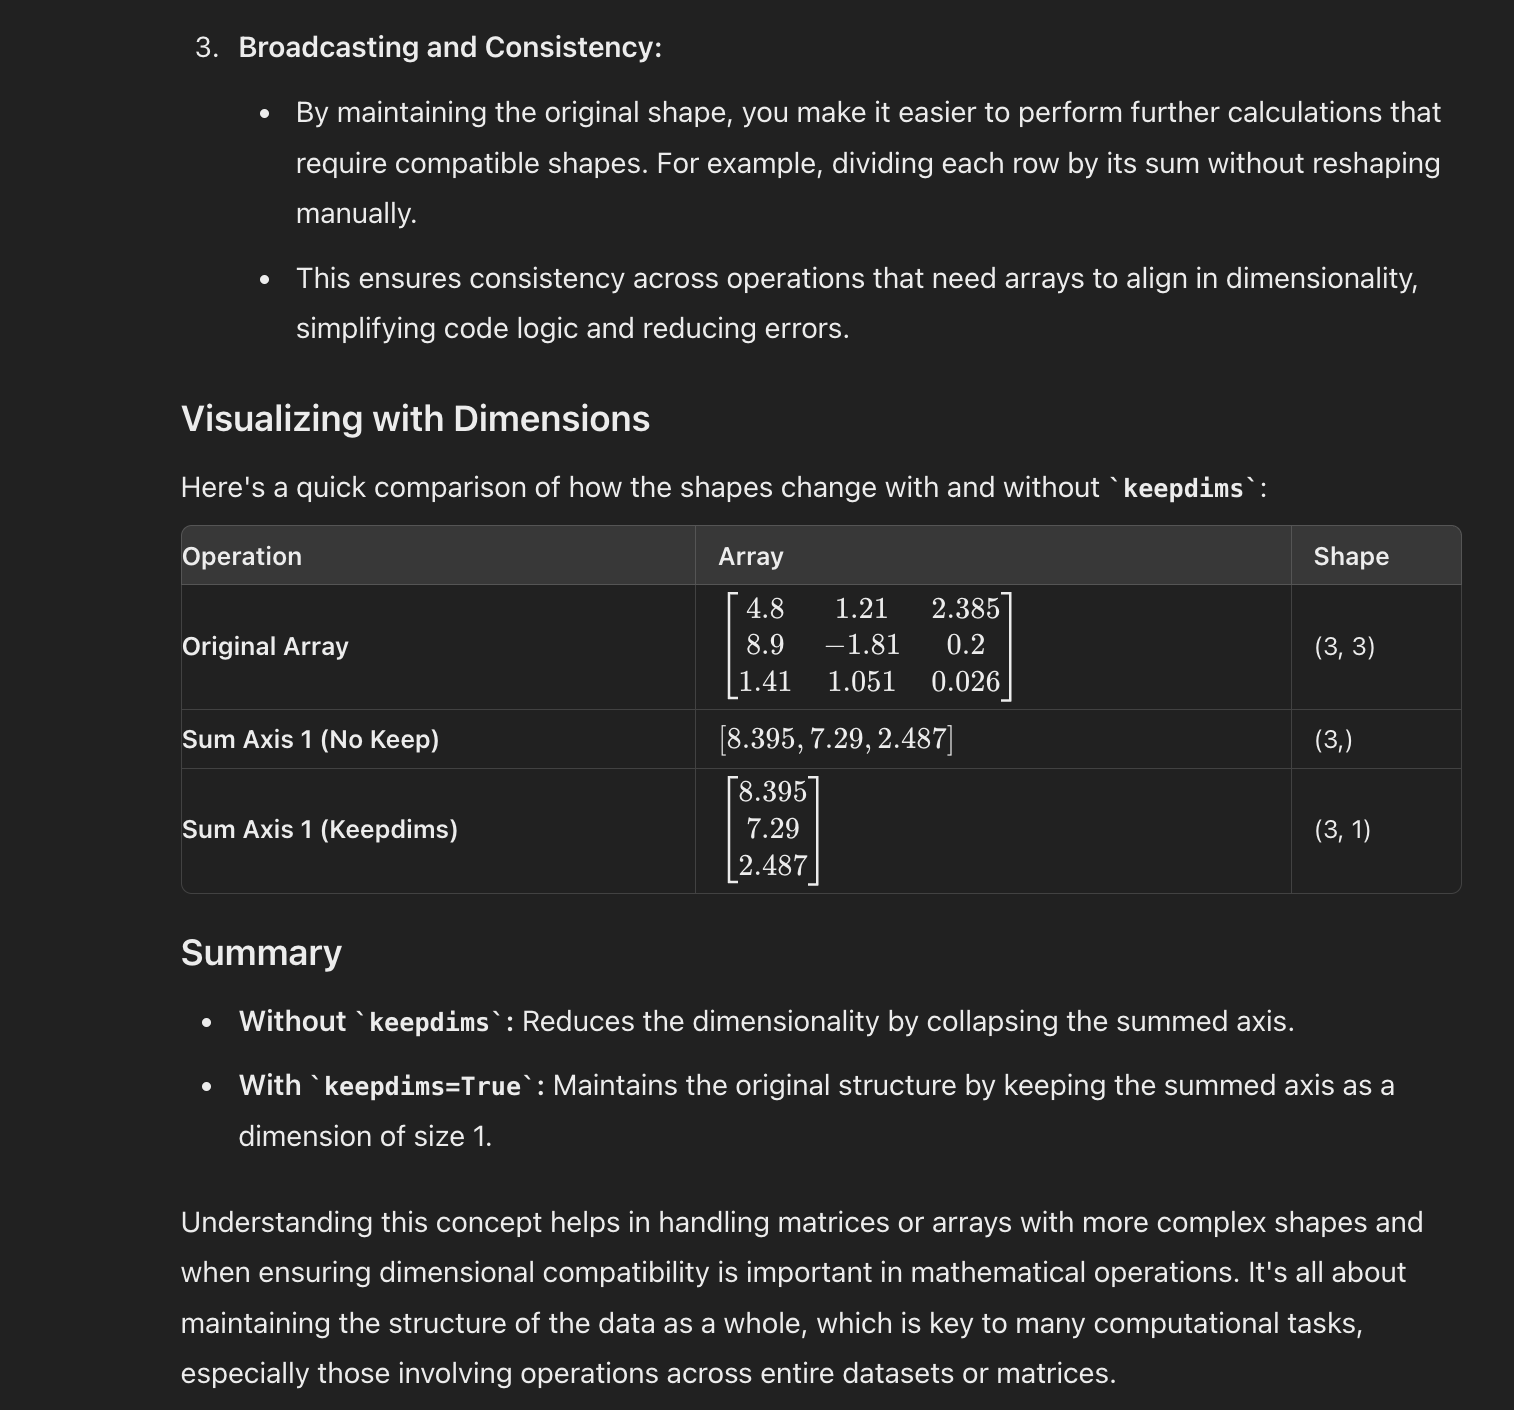 3. Broadcasting and Consistency:
• By maintaining the original shape, you make it easier to perform further calculations that
require compatible shapes. For example, dividing each row by its sum without reshaping
manually.
• This ensures consistency across operations that need arrays to align in dimensionality,
simplifying code logic and reducing errors.
Visualizing with Dimensions
Here's a quick comparison of how the shapes change with and without `keepdims`:
Operation Array Shape
Original Array
4.8 1.21 2.385
8.9 −1.81 0.2
1.41 1.051 0.026
(3, 3)
Sum Axis 1 (No Keep) [8.395, 7.29, 2.487] (3,)
Sum Axis 1 (Keepdims)
8.395
7.29
2.487
(3, 1)
Summary
• Without `keepdims`: Reduces the dimensionality by collapsing the summed axis.
• With `keepdims=True`: Maintains the original structure by keeping the summed axis as a
dimension of size 1.
Understanding this concept helps in handling matrices or arrays with more complex shapes and
when ensuring dimensional compatibility is important in mathematical operations. It's all about
maintaining the structure of the data as a whole, which is key to many computational tasks,
especially those involving operations across entire datasets or matrices.